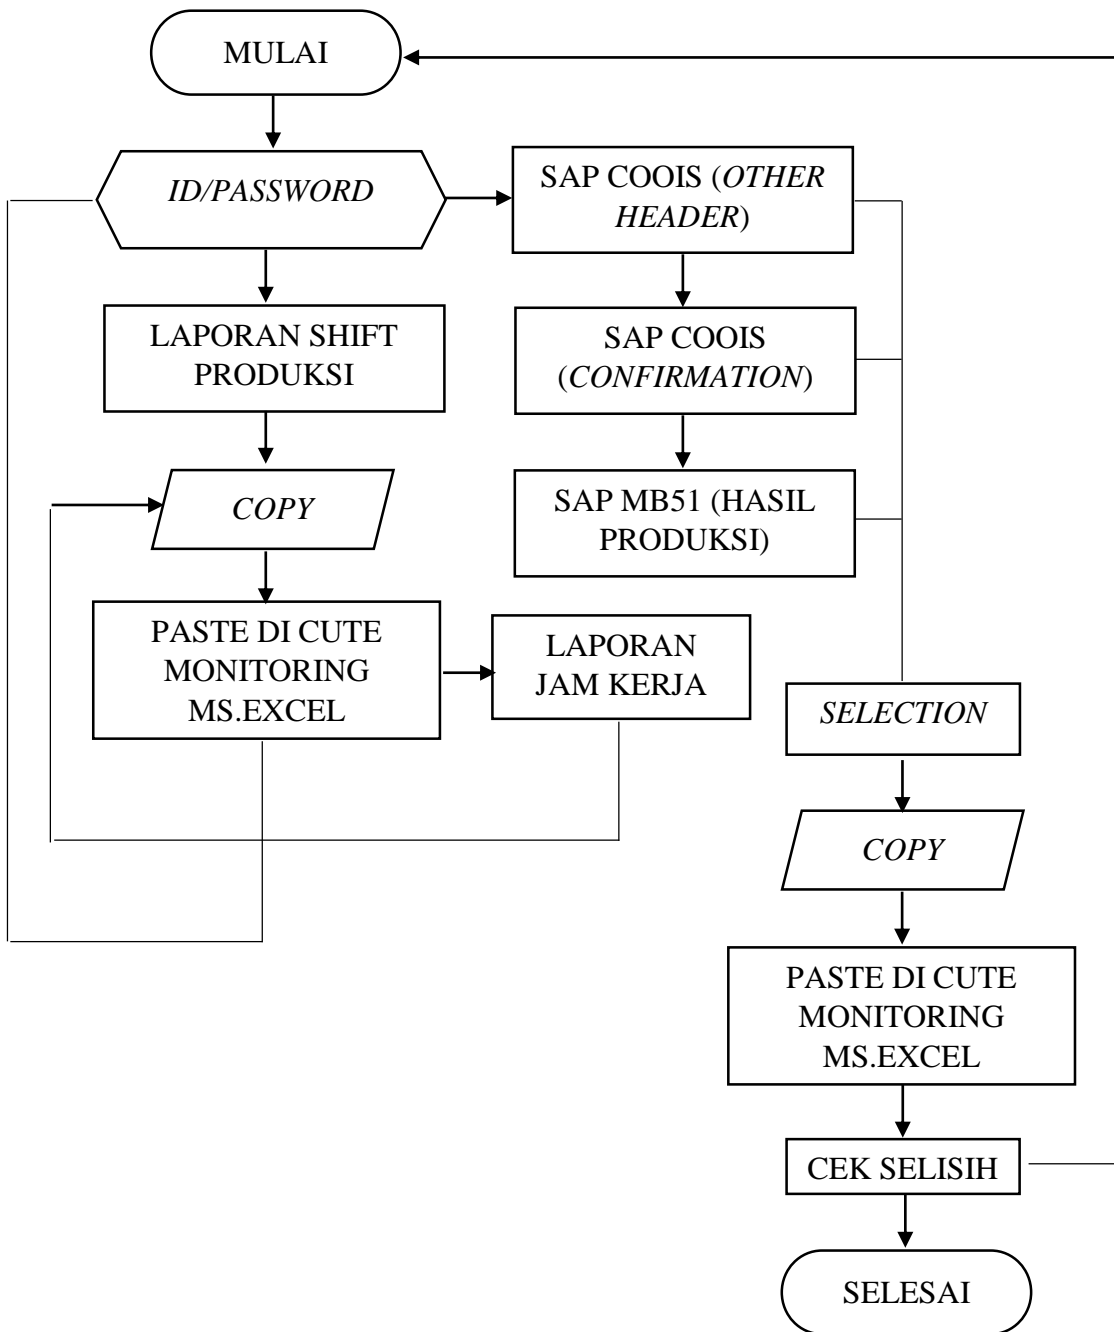 MULAI
ID/PASSWORD
SAP COOIS (OTHER
HEADER)
LAPORAN SHIFT
PRODUKSI
SAP COOIS
(CONFIRMATION)
COPY
SAP MB51 (HASIL
PRODUKSI)
PASTE DI CUTE
MONITORING
MS.EXCEL
LAPORAN
JAM KERJA
SELECTION
COPY
PASTE DI CUTE
MONITORING
MS.EXCEL
CEK SELISIH
SELESAI